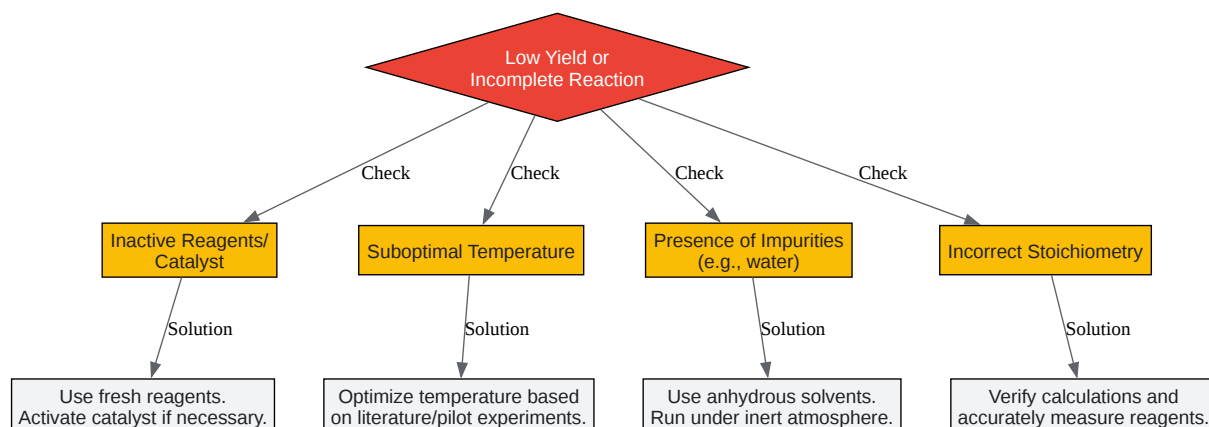 Low Yield or
Incomplete Reaction
Check
Check
Check
Check
Inactive Reagents/
Catalyst
Suboptimal Temperature
Presence of Impurities
(e.g., water)
Incorrect Stoichiometry
Solution
Solution
Solution
Solution
Use fresh reagents.
Activate catalyst if necessary.
Optimize temperature based
on literature/pilot experiments.
Use anhydrous solvents.
Run under inert atmosphere.
Verify calculations and
accurately measure reagents.